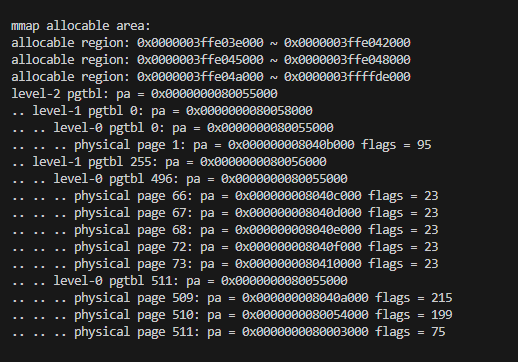 mmap allocable area:
allocable region: 0x0000003ffe03e000 ~ 0x0000003ffe042000
allocable region: 0x0000003ffe045000 ~ 0x0000003ffe048000
allocable region: 0x0000003ffe04a000 ~ 0x0000003ffffde000
level-2 pgtbl: pa = 0x0000000080055000
.. level-1 pgtbl 0: pa = 0x0000000080058000
.. .. level-0 pgtbl 0: pa = 0x0000000080055000
.. .. .. physical page 1: pa = 0x000000008040b000 flags = 95
.. level-1 pgtbl 255: pa = 0x0000000080056000
.. .. level-0 pgtbl 496: pa = 0x0000000080055000
.. .. .. physical page 66: pa = 0x000000008040c000 flags = 23
.. .. .. physical page 67: pa = 0x000000008040d000 flags = 23
.. .. .. physical page 68: pa = 0x000000008040e000 flags = 23
.. .. .. physical page 72: pa = 0x000000008040f000 flags = 23
.. .. .. physical page 73: pa = 0x0000000080410000 flags = 23
.. .. level-0 pgtbl 511: pa = 0x0000000080055000
.. .. .. physical page 509: pa = 0x000000008040a000 flags = 215
.. .. .. physical page 510: pa = 0x0000000080054000 flags = 199
.. .. .. physical page 511: pa = 0x0000000080003000 flags = 75